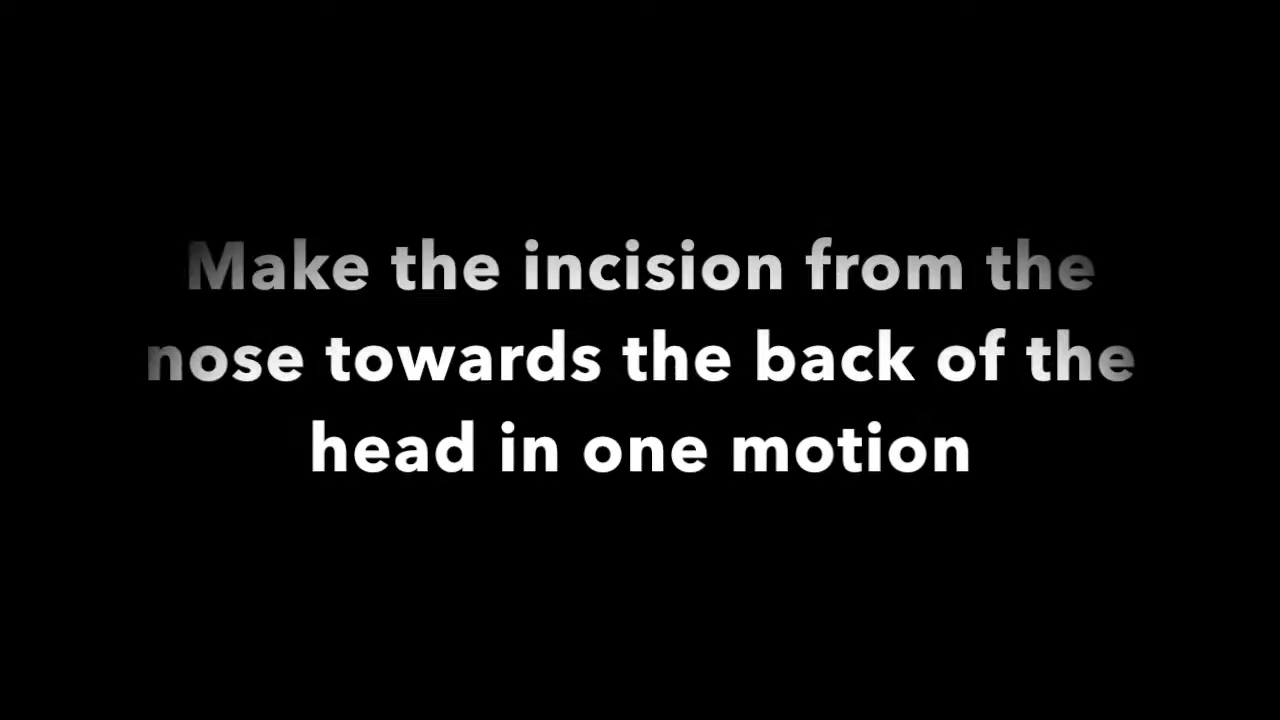 Make the incision from the
nose towards the back of the
head in one motion